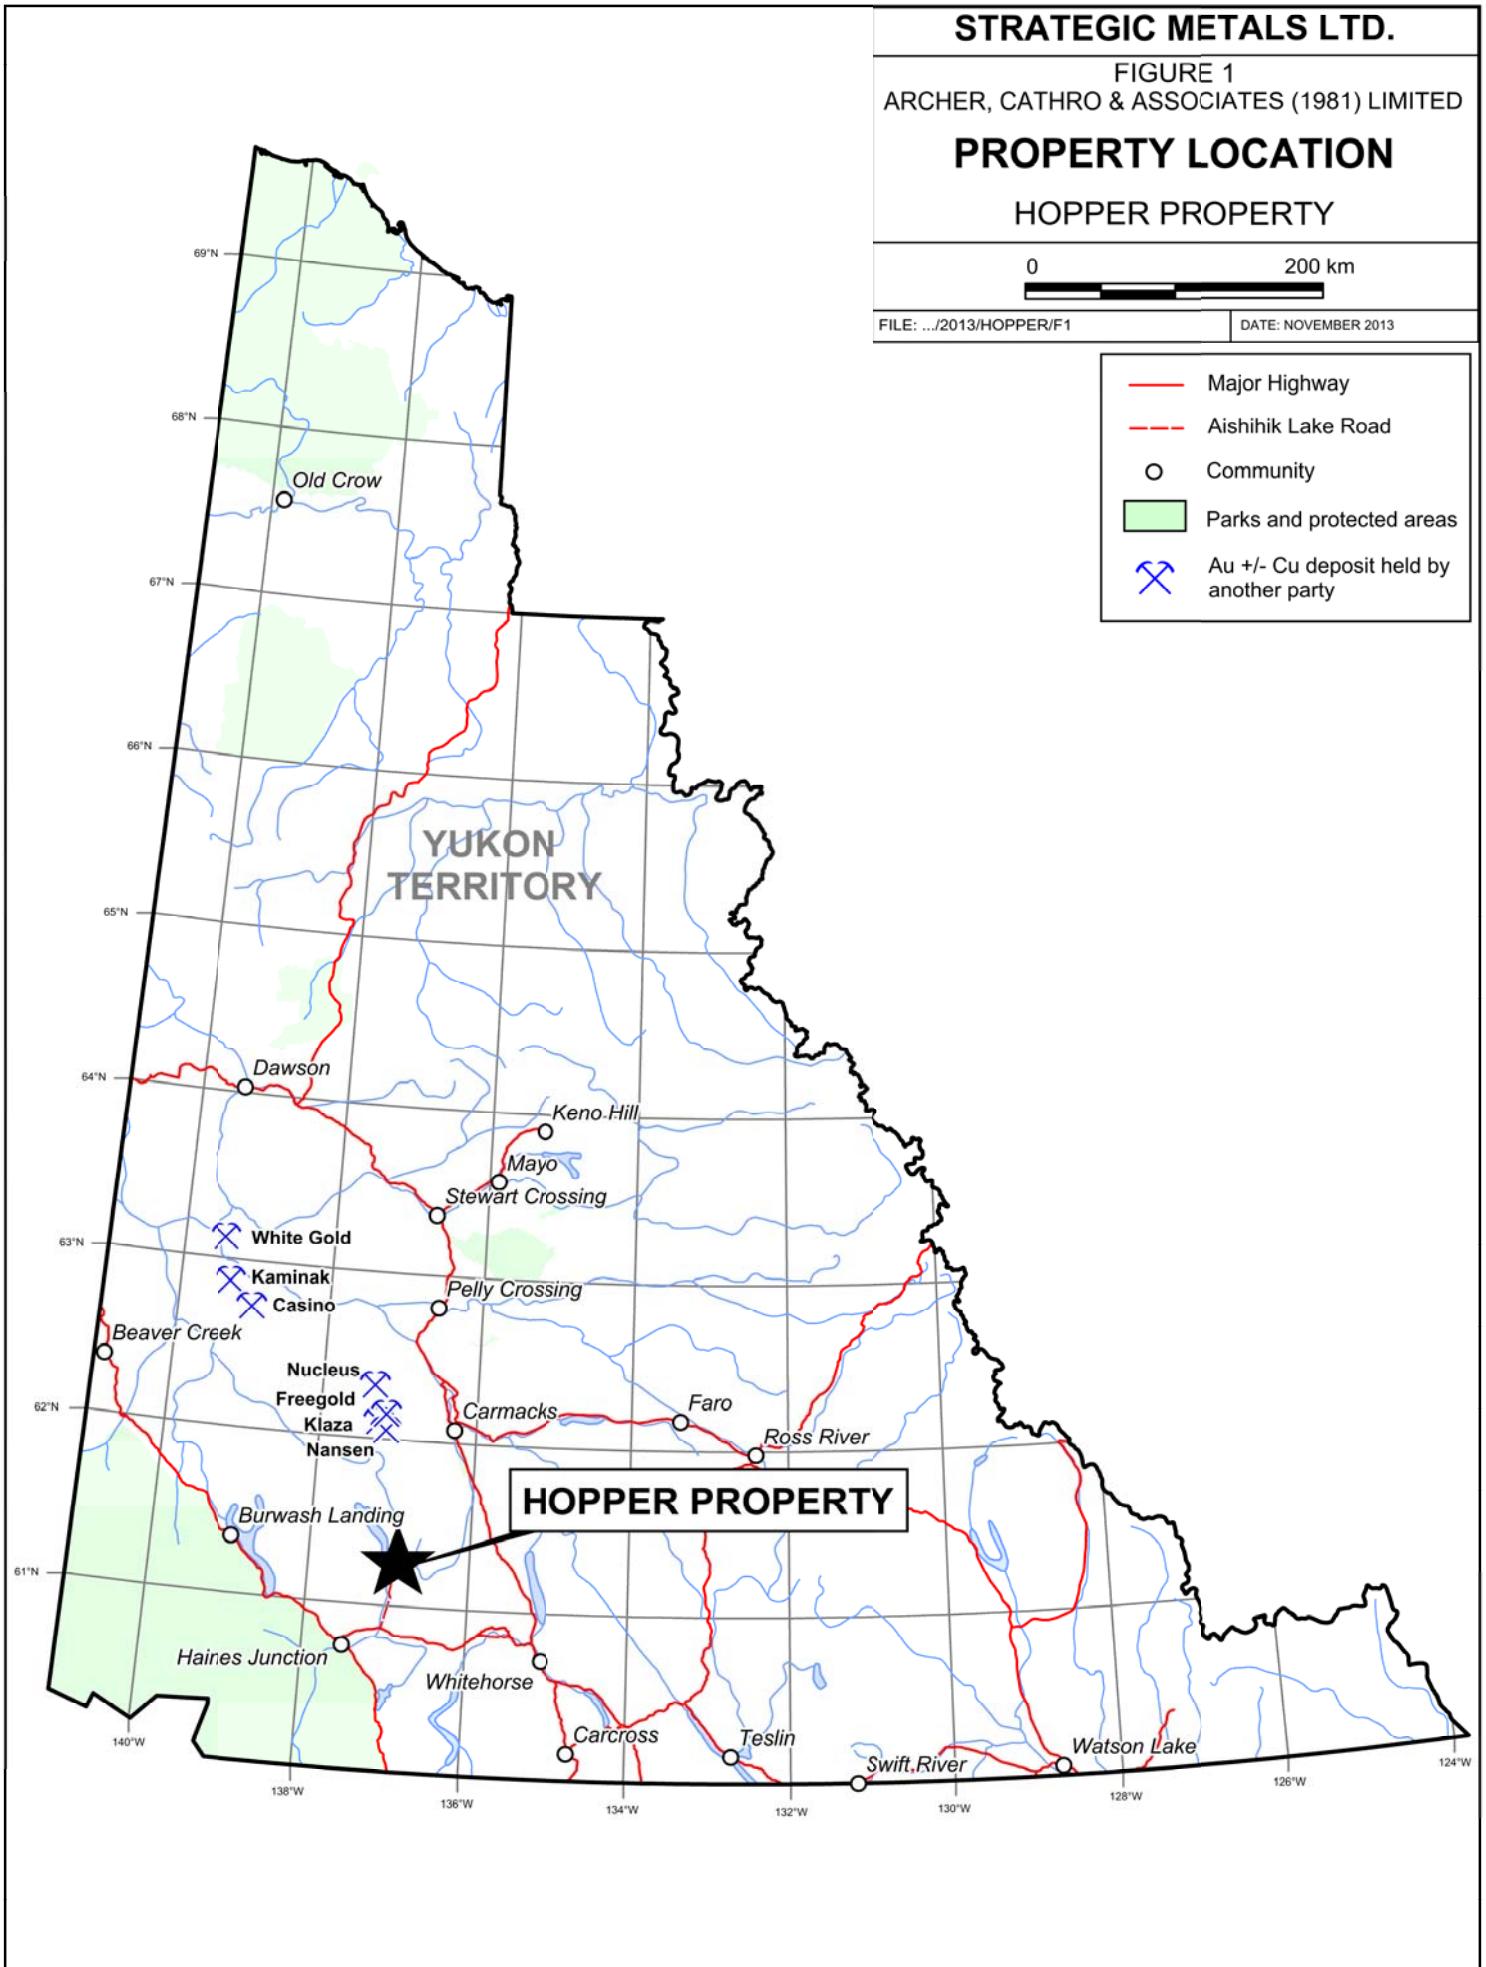 STRATEGIC METALS LTD.
FIGURE 1
ARCHER, CATHRO & ASSOCIATES (1981) LIMITED
PROPERTY LOCATION
HOPPER PROPERTY
0 200 km
FILE: .../2013/HOPPER/F1 DATE: NOVEMBER 2013
Major Highway
Aishihik Lake Road
Community
Parks and protected areas
Au +/- Cu deposit held by
another party
69°N
68°N
Old Crow
67°N
66°N
YUKON
TERRITORY
65°N
64°N
Dawson
Keno Hill
Mayo
Stewart Crossing
63°N
White Gold
Kaminak
Casino
Pelly Crossing
Beaver Creek
Nucleus
Freegold
Klaza
Nansen
62°N
Carmacks
Faro
Ross River
HOPPER PROPERTY
Burwash Landing
61°N
Haines Junction
Whitehorse
Carcross
Teslin
Swift River
Watson Lake
140°W
138°W
136°W
134°W
132°W
130°W
128°W
126°W
124°W